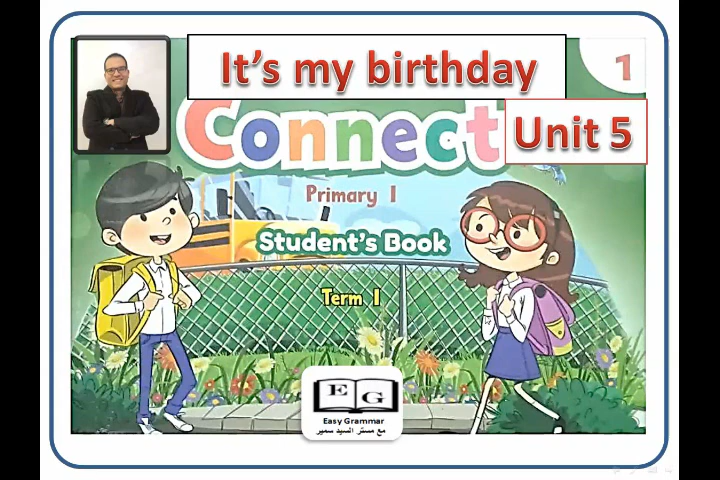 It's my birthday
1
Connect
Unit 5
Primary 1
Student's Book
Term 1
E G
Easy Grammar
مع مستر السيد سمير